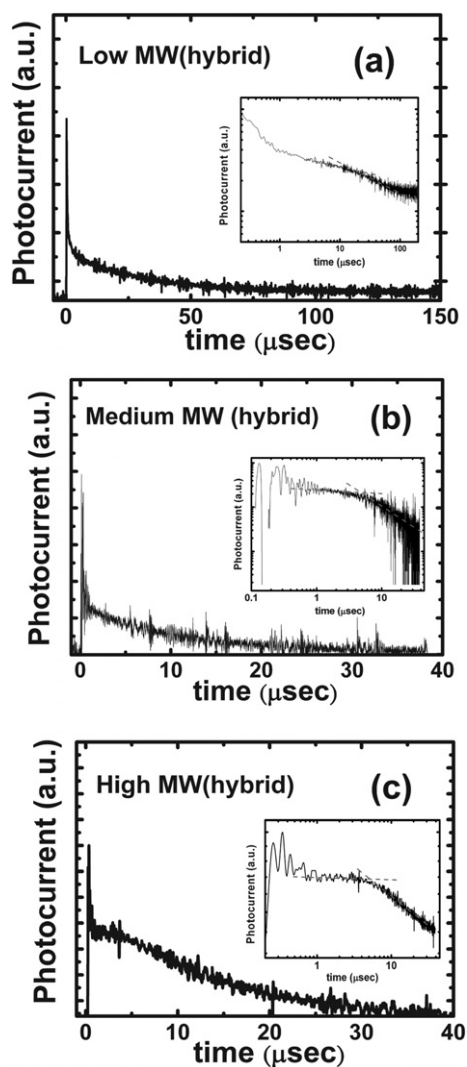 Low MW(hybrid)
(a)
Photocurrent (a.u.)
Photocurrent (a.u.)
1 10 100
time (μsec)
0 50 100 150
time (μsec)
Medium MW (hybrid)
(b)
Photocurrent (a.u.)
Photocurrent (a.u.)
0.1 1 10
time (μsec)
0 10 20 30 40
time (μsec)
High MW(hybrid)
(c)
Photocurrent (a.u.)
Photocurrent (a.u.)
1 10
time (μsec)
0 10 20 30 40
time (μsec)